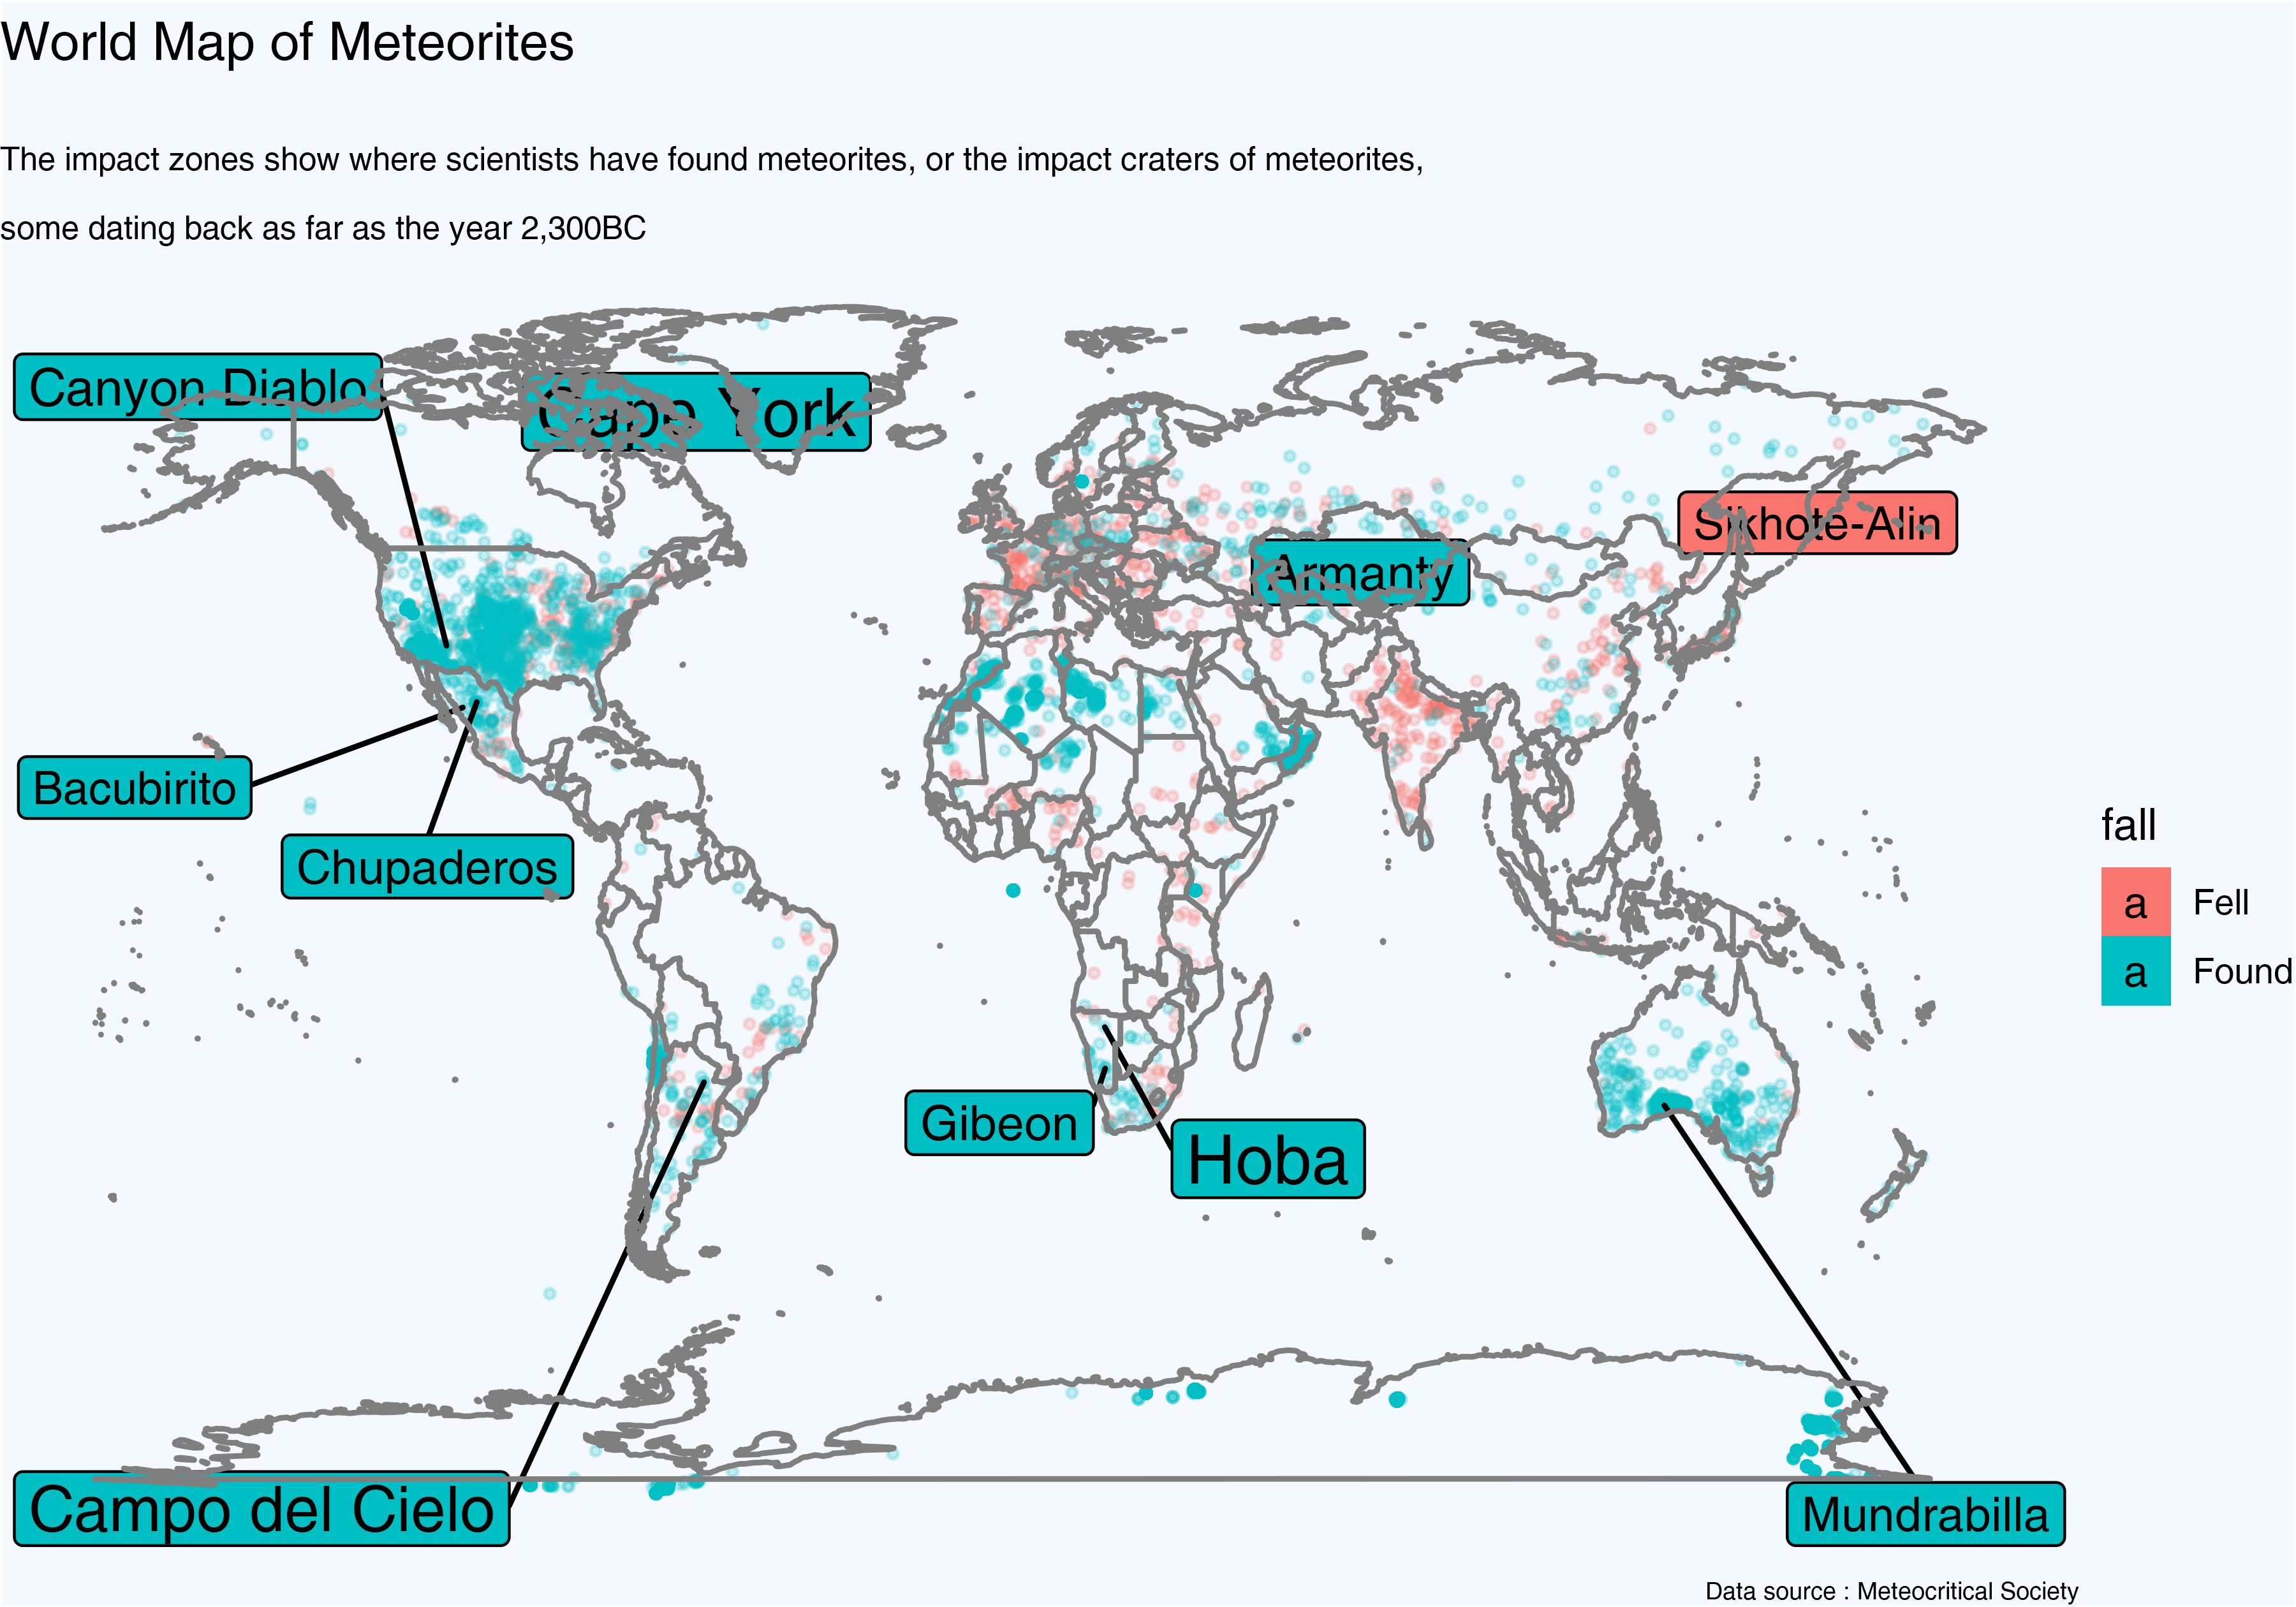 World Map of Meteorites
The impact zones show where scientists have found meteorites, or the impact craters of meteorites,
some dating back as far as the year 2,300BC
Canyon Diablo
Cape York
Sikhote-Alin
Armanty
Bacubirito
Chupaderos
fall
a Fell
a Found
Gibeon
Hoba
Campo del Cielo
Mundrabilla
Data source : Meteocritical Society